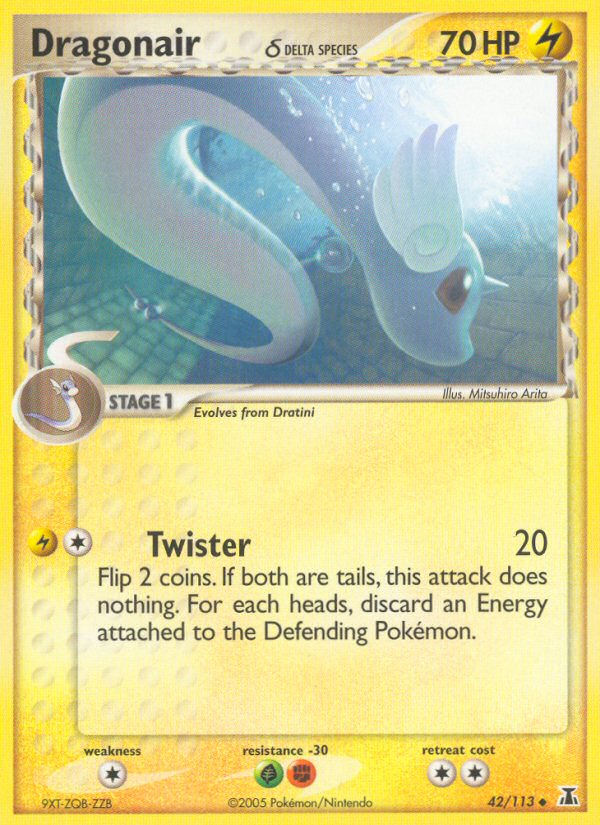 Dragonair δ DELTA SPECIES 70 HP
Illus. Mitsuhiro Arita
STAGE 1
Evolves from Dratini
Twister 20
Flip 2 coins. If both are tails, this attack does
nothing. For each heads, discard an Energy
attached to the Defending Pokémon.
weakness resistance -30 retreat cost
9XT-ZQB-ZZB ©2005 Pokémon/Nintendo 42/113